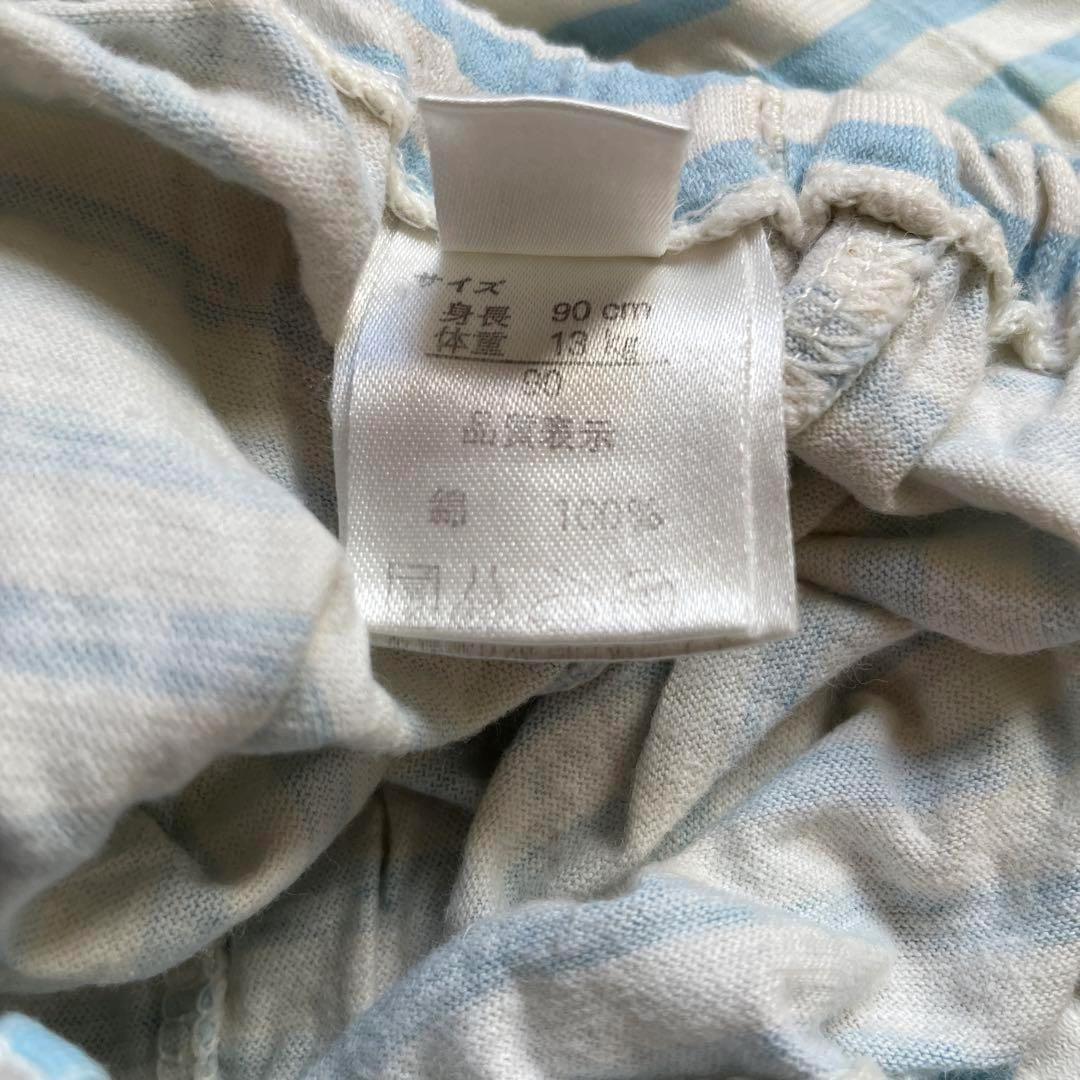 サイズ
身長 90 cm
体重 13 kg
90
品質表示
綿 100%